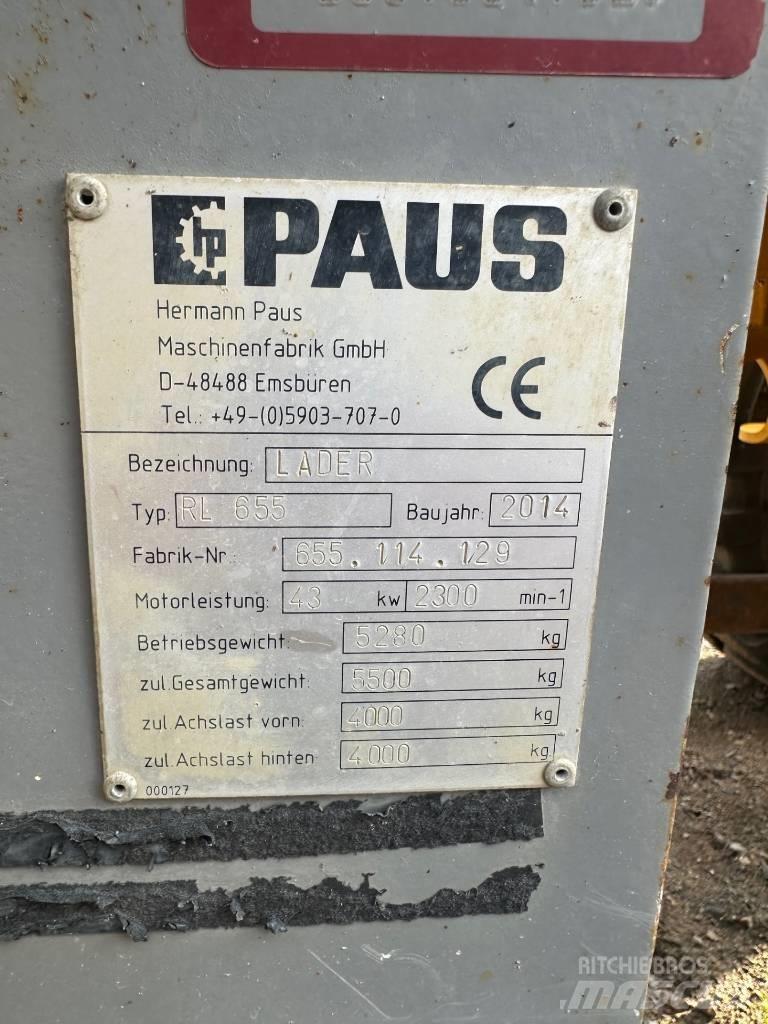 hp PAUS
Hermann Paus
Maschinenfabrik GmbH
D-48488 Emsbüren
Tel.: +49-(0)5903-707-0
CE
Bezeichnung: LADER
Typ: RL 655 Baujahr: 2014
Fabrik-Nr.: 655.114.129
Motorleistung: 43 kw 2300 min-1
Betriebsgewicht: 5280 kg
zul.Gesamtgewicht: 5500 kg
zul.Achslast vorn: 4000 kg
zul.Achslast hinten 4000 kg
000127
RITCHIE BROS
MASCUS